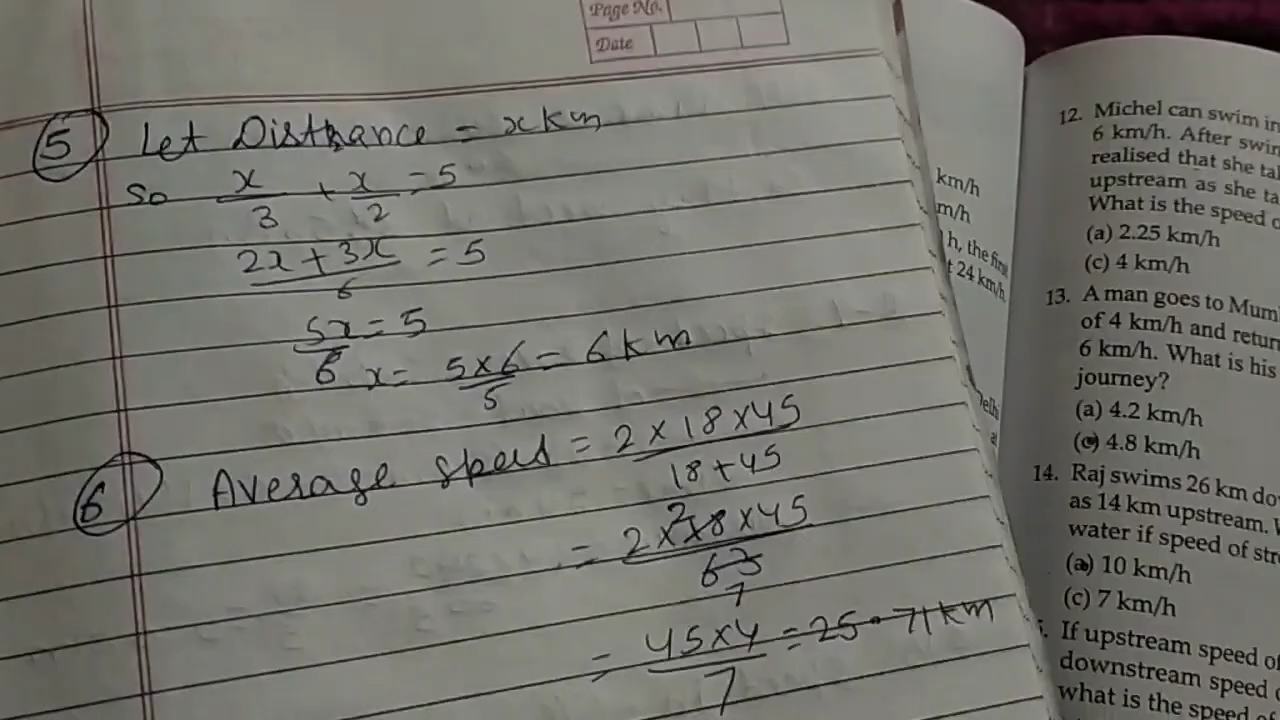 Page No.
Date
5 Let Disthance = x km
So x/3 + x/2 = 5
2x + 3x / 6 = 5
5x/6 = 5
x = 5 × 6 / 5 = 6 km
6 Average speed = 2 × 18 × 45 / 18 + 45
= 2 × 18 2 × 45 / 63 7
= 45 × 4 / 7 = 25.71 km
km/h
m/h
h, the
24 km/h.
12. Michel can swim in
6 km/h. After swim
realised that she ta
upstream as she ta
What is the speed
(a) 2.25 km/h
(c) 4 km/h
13. A man goes to Mum
of 4 km/h and return
6 km/h. What is his
journey?
(a) 4.2 km/h
(c) 4.8 km/h
14. Raj swims 26 km do
as 14 km upstream.
water if speed of str
(a) 10 km/h
(c) 7 km/h
If upstream speed of
downstream speed
what is the speed of